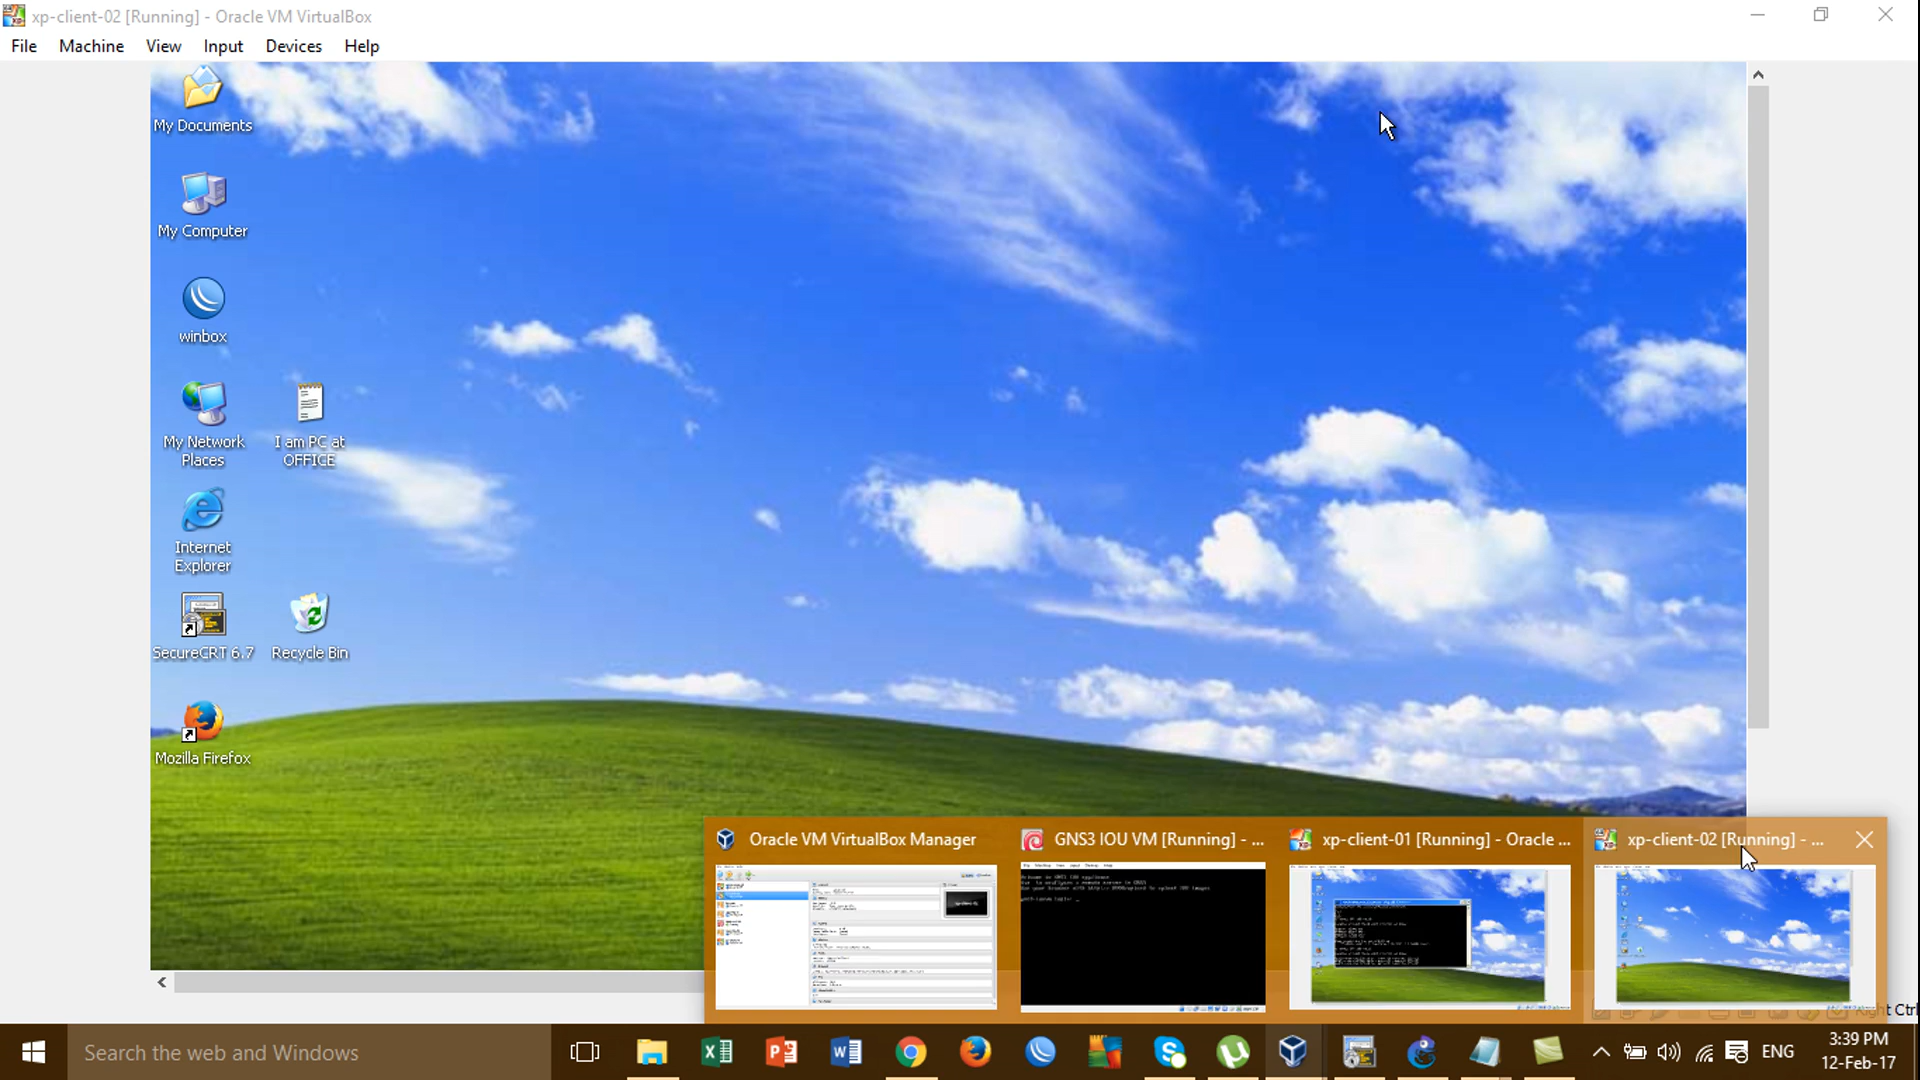 xp-client-02 [Running] - Oracle VM VirtualBox
File Machine View Input Devices Help
My Documents
My Computer
winbox
My Network
Places
I am PC at
OFFICE
Internet
Explorer
SecureCRT 6.7
Recycle Bin
Mozilla Firefox
Oracle VM VirtualBox Manager
GNS3 IOU VM [Running] - ...
xp-client-01 [Running] - Oracle ...
xp-client-02 [Running] - ...
Right Ctrl
Search the web and Windows
ENG
3:39 PM
12-Feb-17